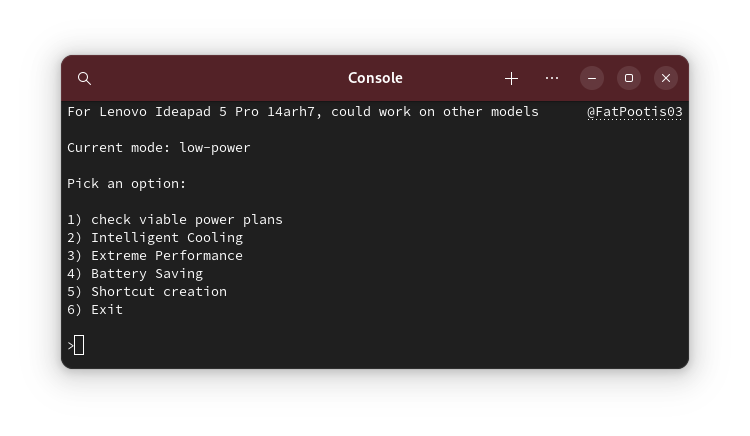 Console
For Lenovo Ideapad 5 Pro 14arh7, could work on other models @FatPootis03
Current mode: low-power
Pick an option:
1) check viable power plans
2) Intelligent Cooling
3) Extreme Performance
4) Battery Saving
5) Shortcut creation
6) Exit
>